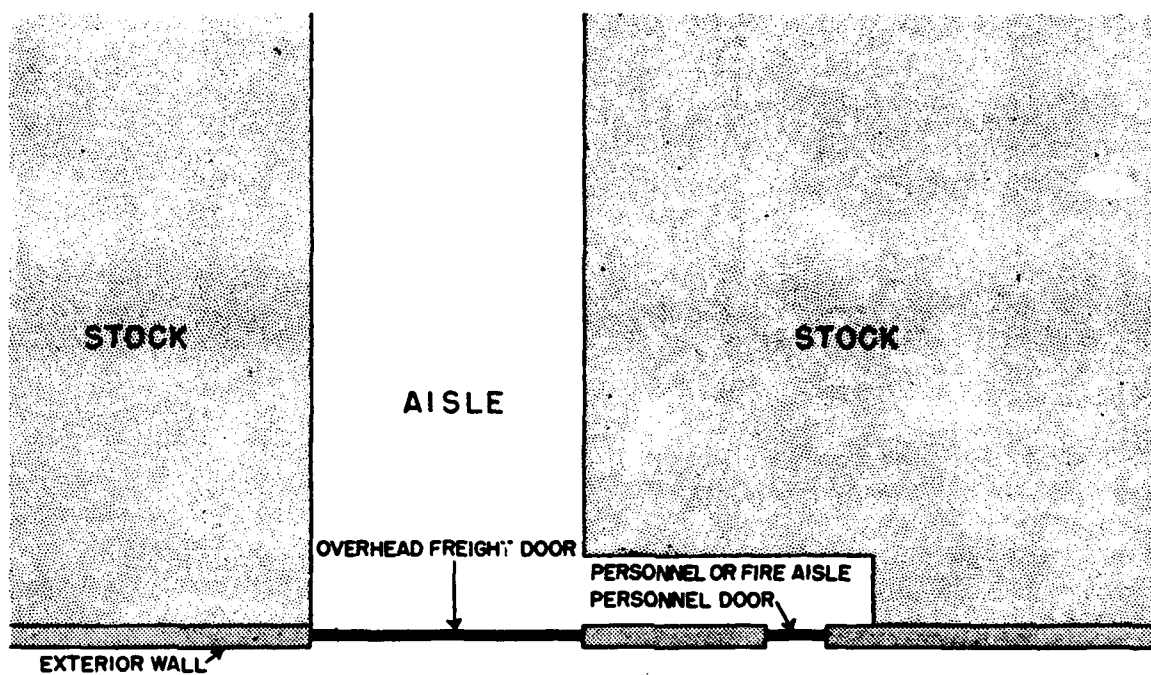 STOCK
STOCK
AISLE
OVERHEAD FREIGHT DOOR
PERSONNEL OR FIRE AISLE
PERSONNEL DOOR
EXTERIOR WALL